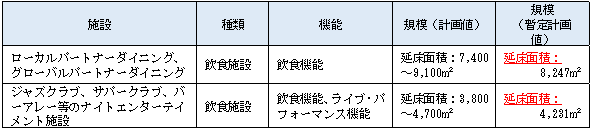 施設
種類
機能
規模（計画値）
規模
（暫定計画
値）
ローカルパートナーダイニング、
グローバルパートナーダイニング
飲食施設
飲食機能
延床面積：7,400
～9,100㎡
延床面積：
8,247㎡
ジャズクラブ、サパークラブ、バ
ーアレー等のナイトエンターテイ
メント施設
飲食施設
飲食機能、ライブ・パ
フォーマンス機能
延床面積：3,800
～4,700㎡
延床面積：
4,231㎡